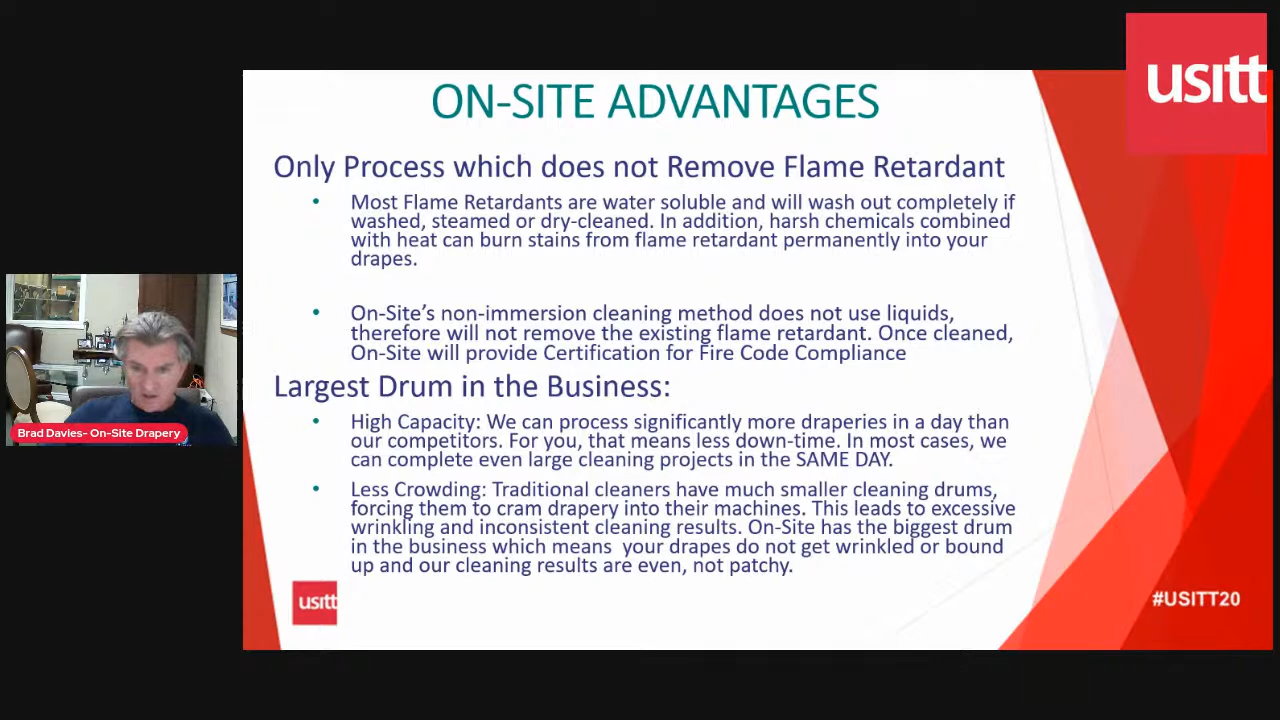 usitt
ON-SITE ADVANTAGES
Only Process which does not Remove Flame Retardant
• Most Flame Retardants are water soluble and will wash out completely if
washed, steamed or dry-cleaned. In addition, harsh chemicals combined
with heat can burn stains from flame retardant permanently into your
drapes.
• On-Site’s non-immersion cleaning method does not use liquids,
therefore will not remove the existing flame retardant. Once cleaned,
On-Site will provide Certification for Fire Code Compliance
Largest Drum in the Business:
• High Capacity: We can process significantly more draperies in a day than
our competitors. For you, that means less down-time. In most cases, we
can complete even large cleaning projects in the SAME DAY.
• Less Crowding: Traditional cleaners have much smaller cleaning drums,
forcing them to cram drapery into their machines. This leads to excessive
wrinkling and inconsistent cleaning results. On-Site has the biggest drum
in the business which means your drapes do not get wrinkled or bound
up and our cleaning results are even, not patchy.
Brad Davies- On-Site Drapery
usitt
#USITT20